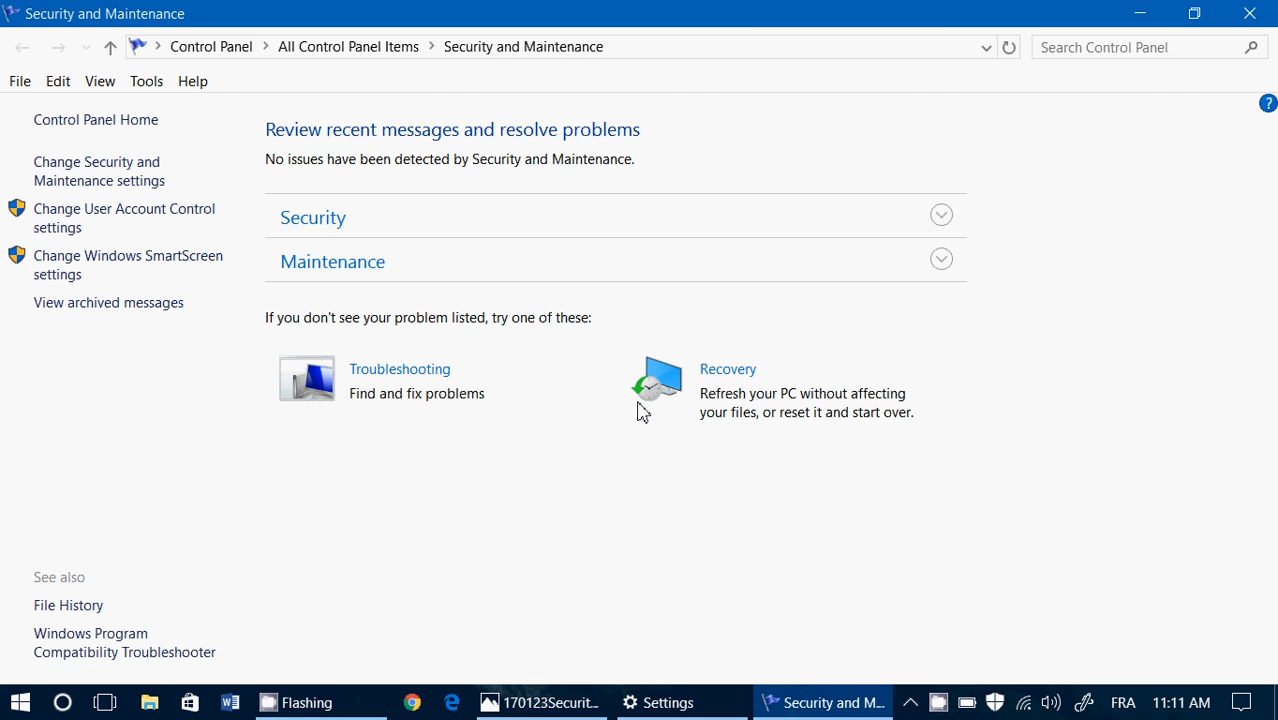 Security and Maintenance
Control Panel > All Control Panel Items > Security and Maintenance
Search Control Panel
File Edit View Tools Help
Control Panel Home
Change Security and
Maintenance settings
Change User Account Control
settings
Change Windows SmartScreen
settings
View archived messages
Review recent messages and resolve problems
No issues have been detected by Security and Maintenance.
Security
Maintenance
If you don't see your problem listed, try one of these:
Troubleshooting
Find and fix problems
Recovery
Refresh your PC without affecting
your files, or reset it and start over.
See also
File History
Windows Program
Compatibility Troubleshooter
Flashing 170123Securit... Settings Security and M... FRA 11:11 AM